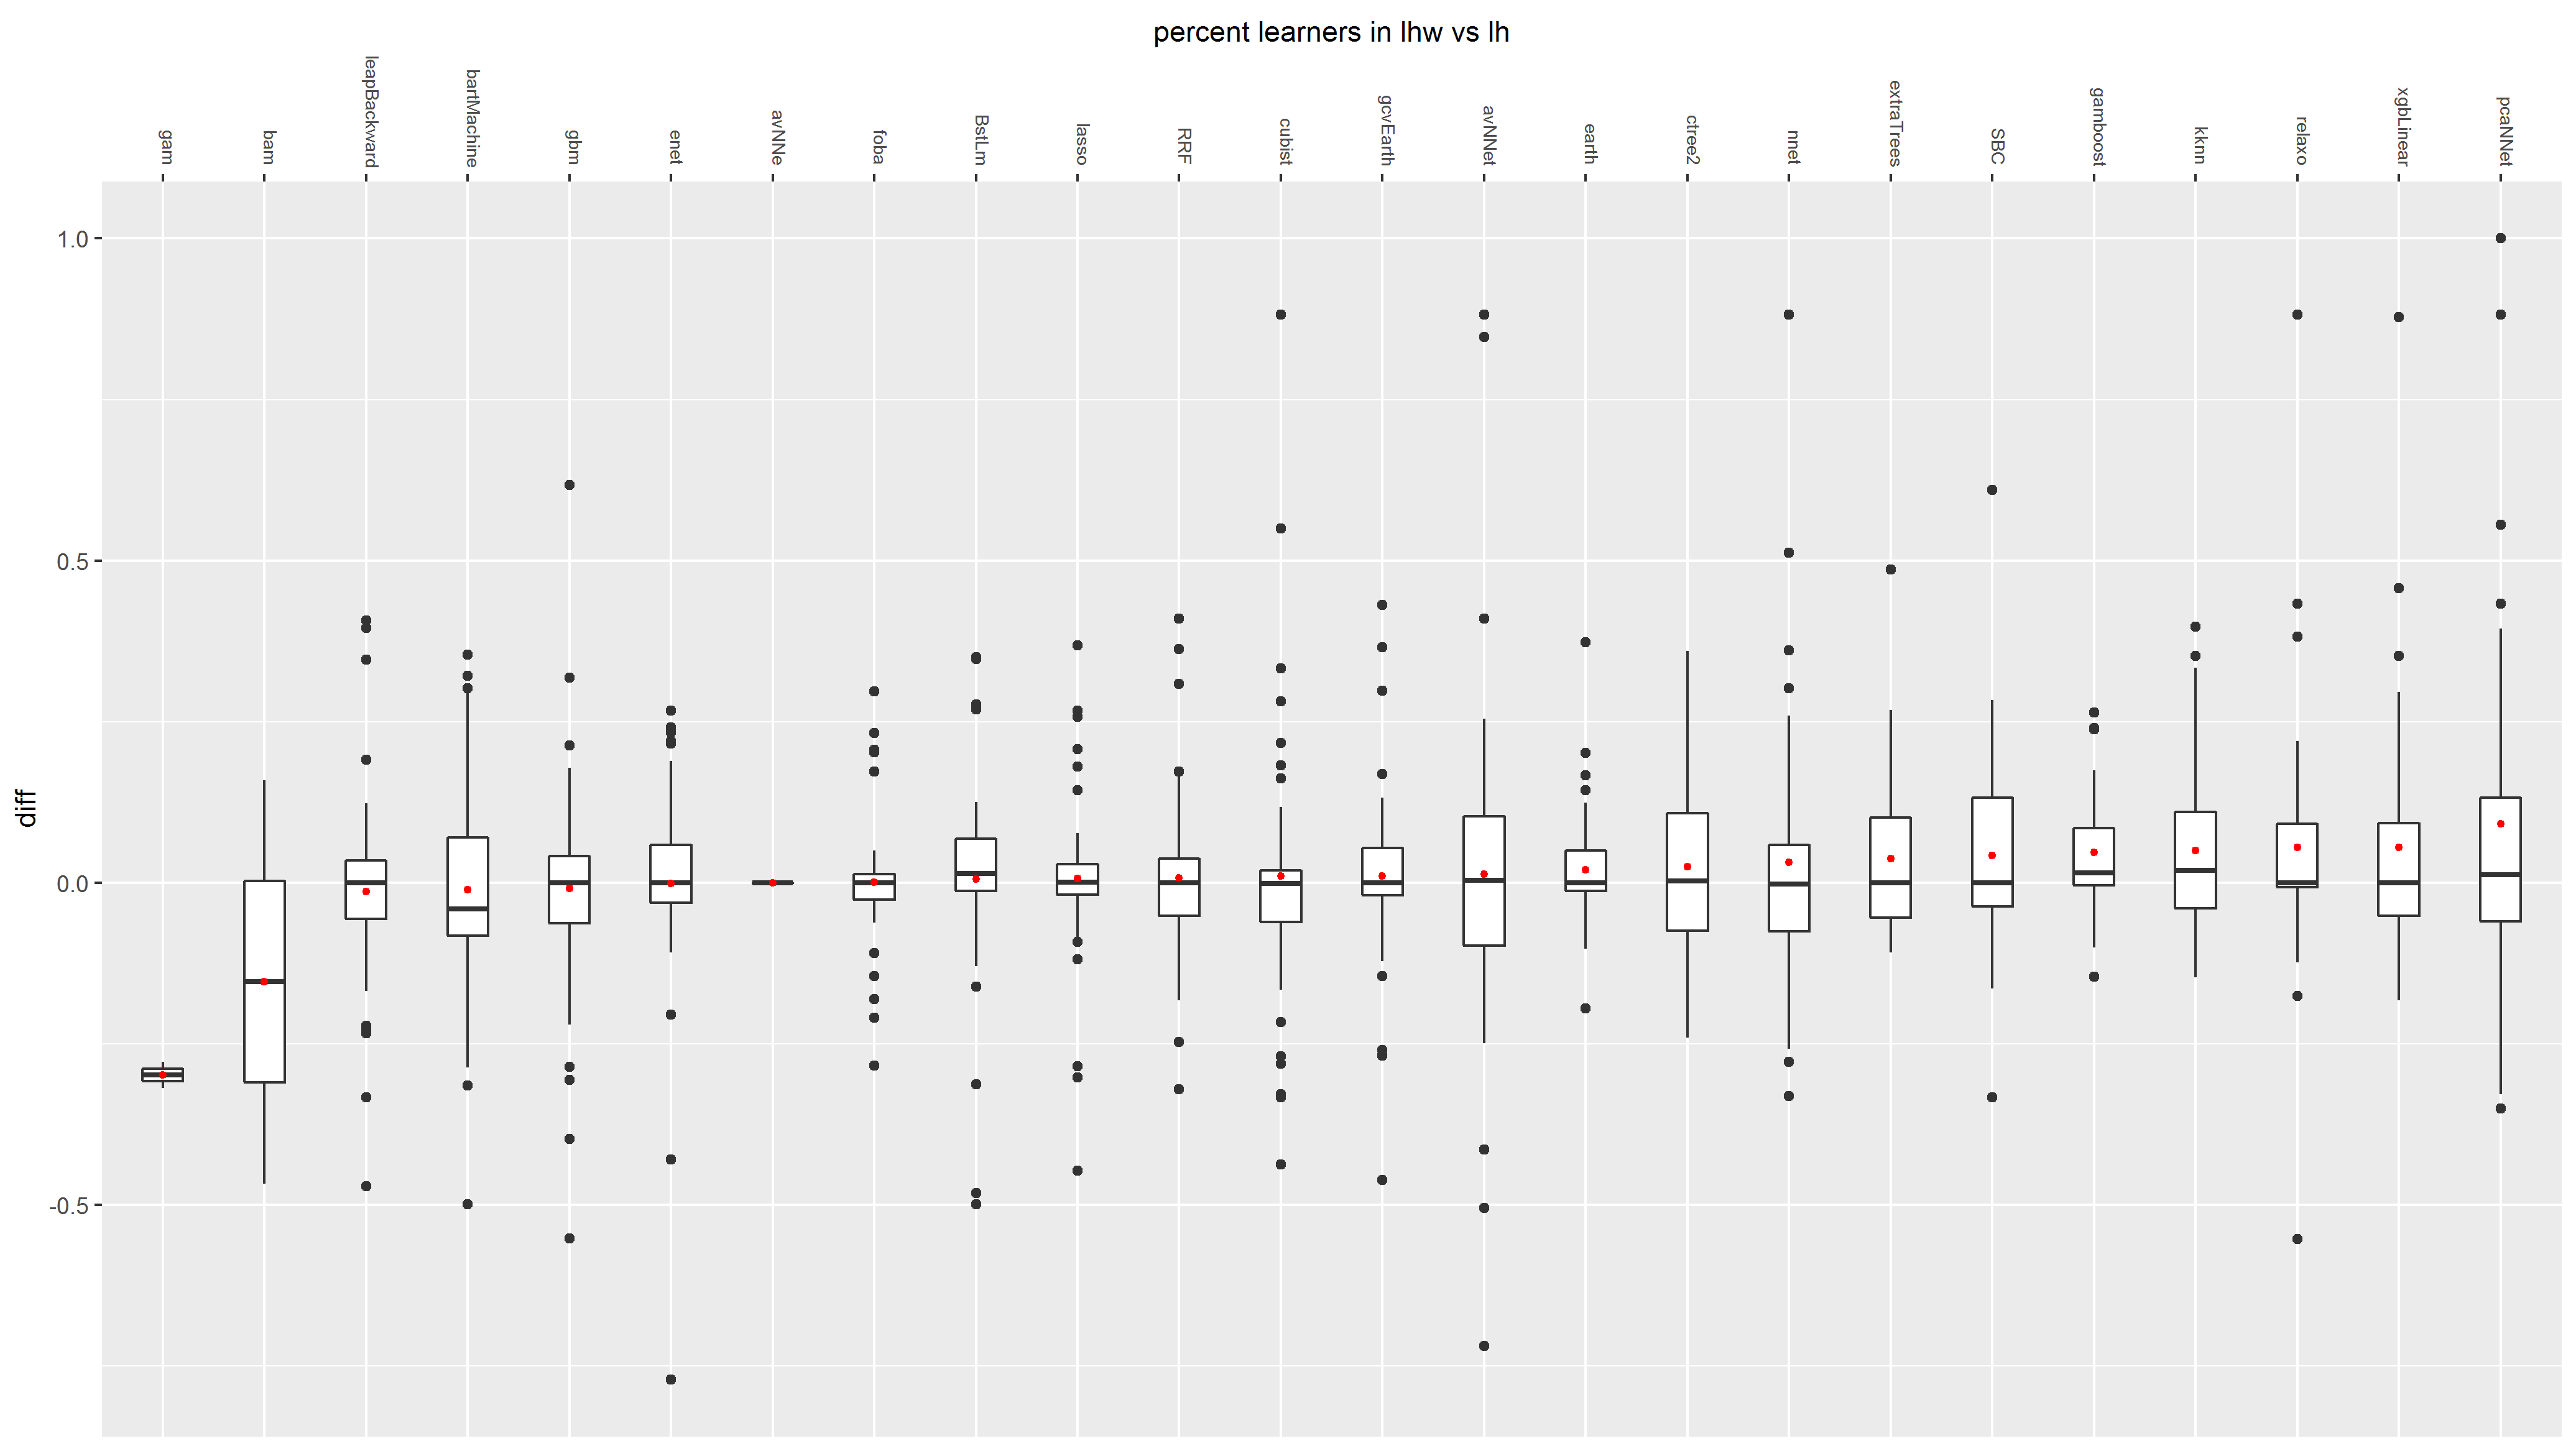 percent learners in lhw vs lh
gam
bam
leapBackward
bartMachine
gbm
enet
avNNe
foba
BstLm
lasso
RRF
cubist
gcvEarth
avNNet
earth
ctree2
nnet
extraTrees
SBC
gamboost
kknn
relaxo
xgbLinear
pcaNNet
1.0
0.5
0.0
-0.5
diff